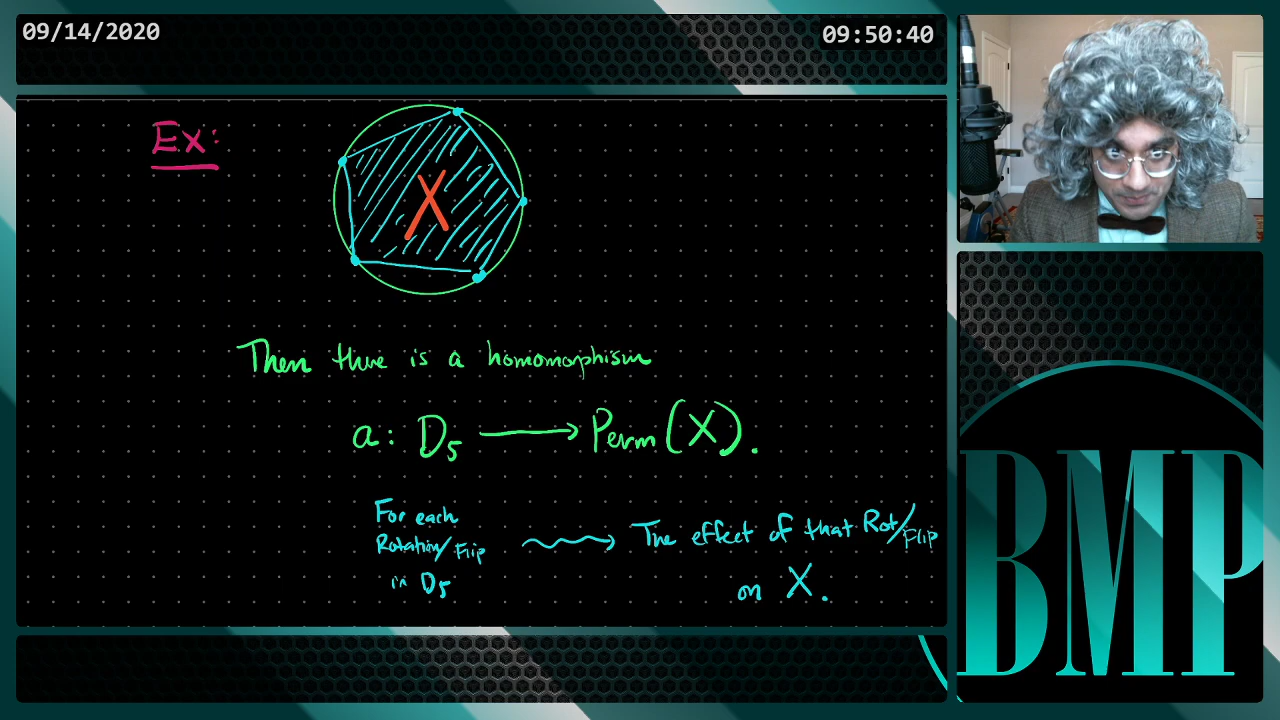 09/14/2020
09:50:40
Ex:
X
Then there is a homomorphism
a: D₅ ⟶ Perm(X).
For each
Rotation/Flip
in D₅
⇝ The effect of that Rot/Flip
on X.
BMP